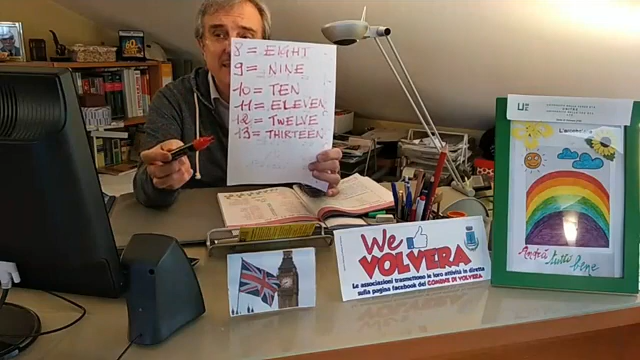 8 = EIGHT
9 = NINE
10 = TEN
11 = ELEVEN
12 = TWELVE
13 = THIRTEEN
We
VOLVERA
Le associazioni trasmettono le loro attività in diretta
sulla pagina facebook del COMUNE DI VOLVERA
Andrà tutto
bene